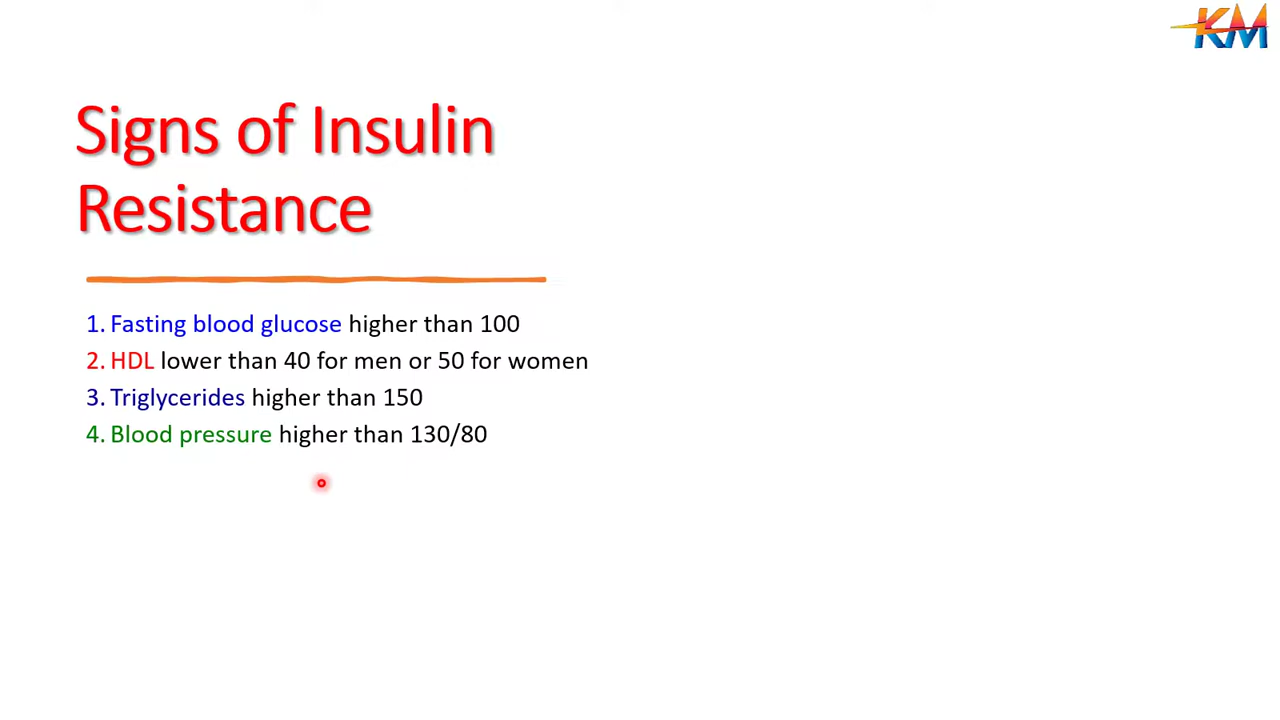 KM
Signs of Insulin
Resistance
1. Fasting blood glucose higher than 100
2. HDL lower than 40 for men or 50 for women
3. Triglycerides higher than 150
4. Blood pressure higher than 130/80